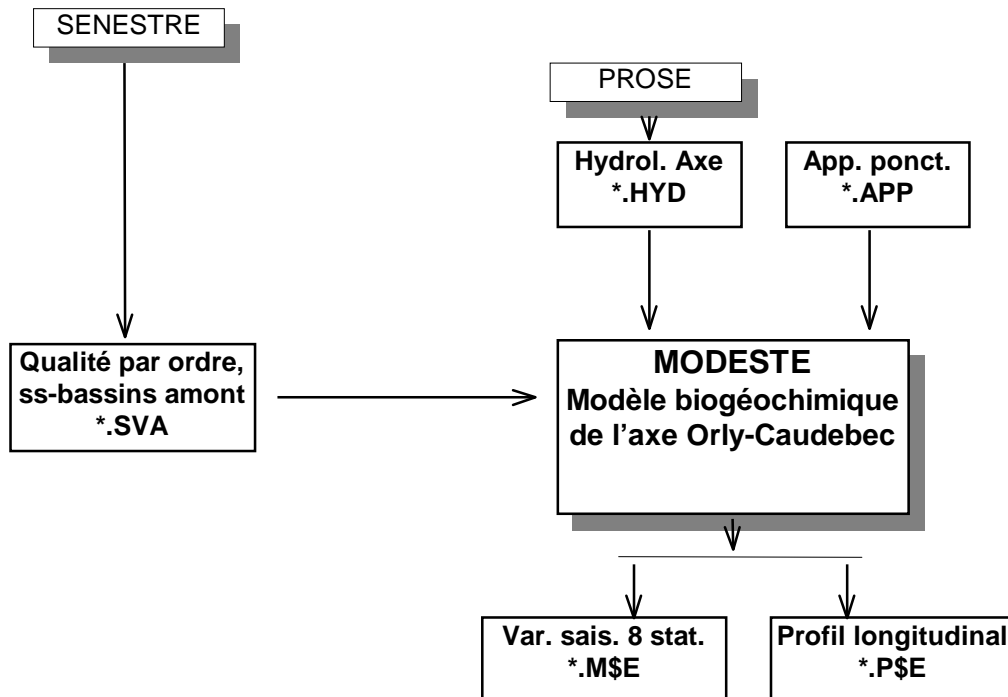 SENESTRE
PROSE
Hydrol. Axe
*.HYD
App. ponct.
*.APP
Qualité par ordre,
ss-bassins amont
*.SVA
MODESTE
Modèle biogéochimique
de l'axe Orly-Caudebec
Var. sais. 8 stat.
*.M$E
Profil longitudinal
*.P$E